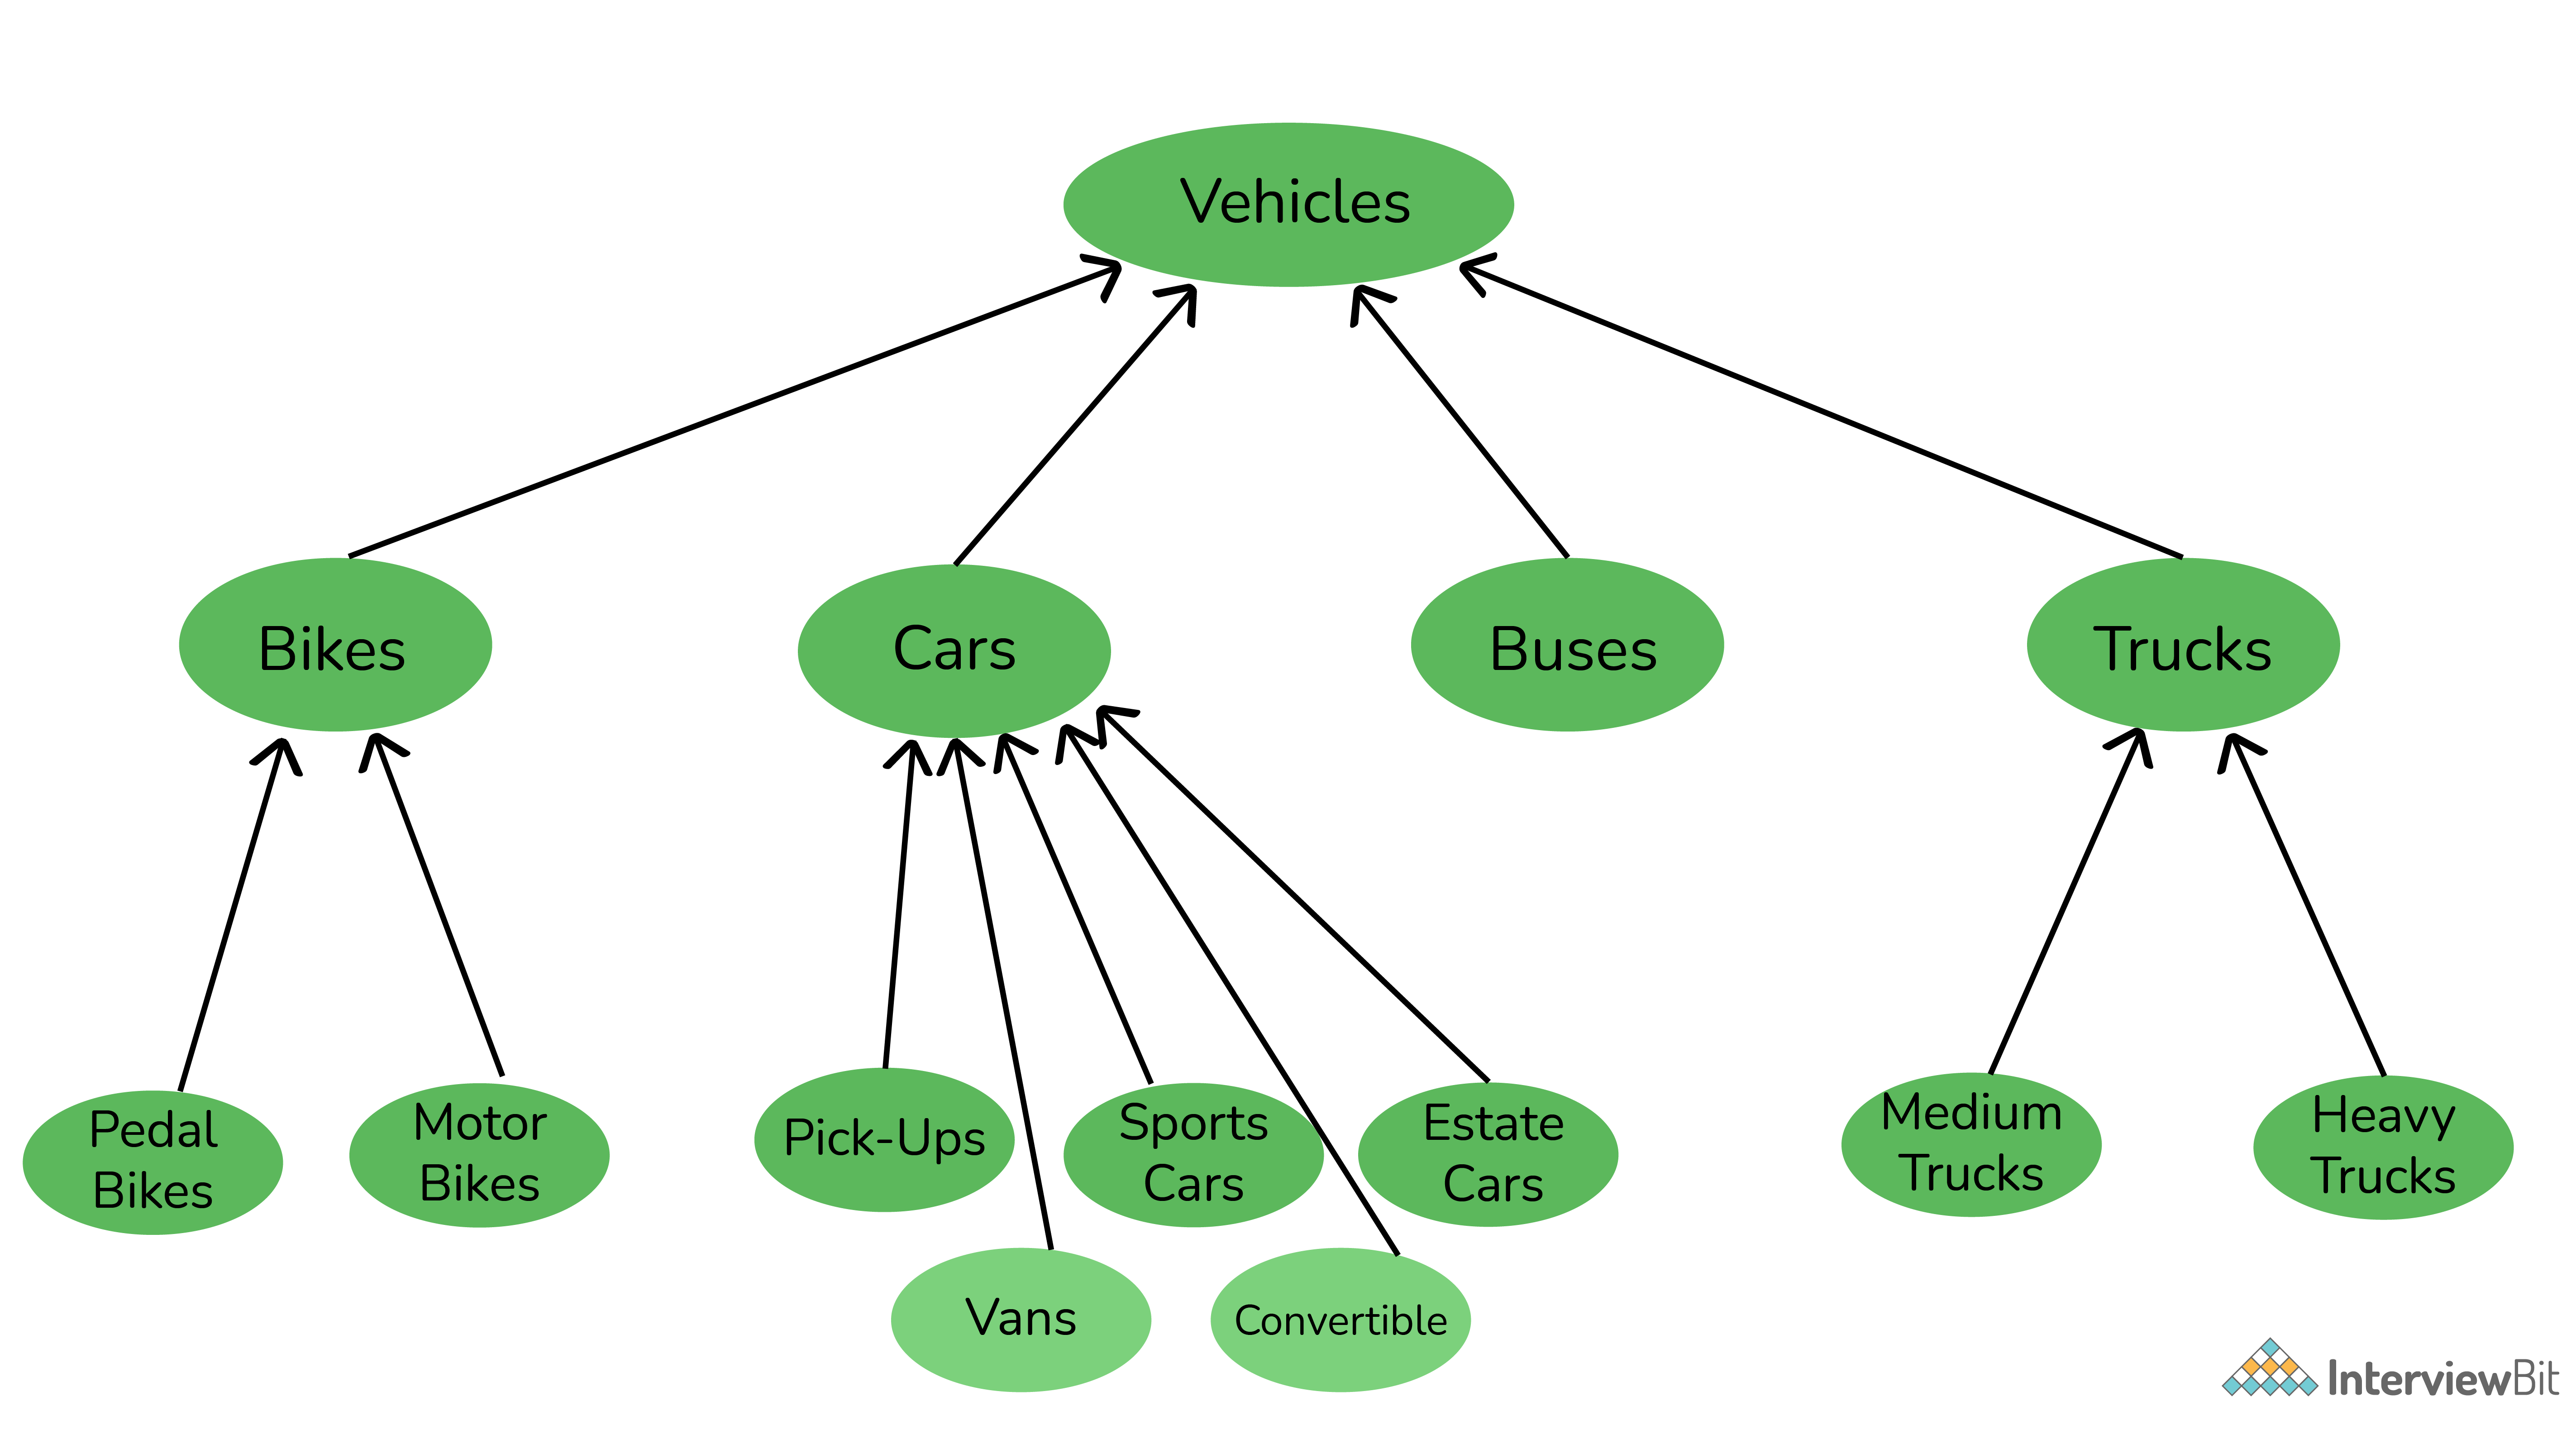 Vehicles
Bikes
Cars
Buses
Trucks
Pedal
Bikes
Motor
Bikes
Pick-Ups
Sports
Cars
Estate
Cars
Medium
Trucks
Heavy
Trucks
Vans
Convertible
InterviewBit